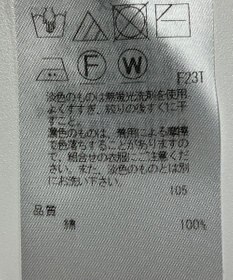 F W
F23T
淡色のものは無蛍光洗剤を使用、
よくすすぎ、絞りの後すぐに干
すこと。
濃色のものは、着用による摩擦
で色落ちすることがありますの
で、組合せの衣服にご注意くださ
い。また、淡色のものとは別
にお洗い下さい。
105
品質
綿 100%